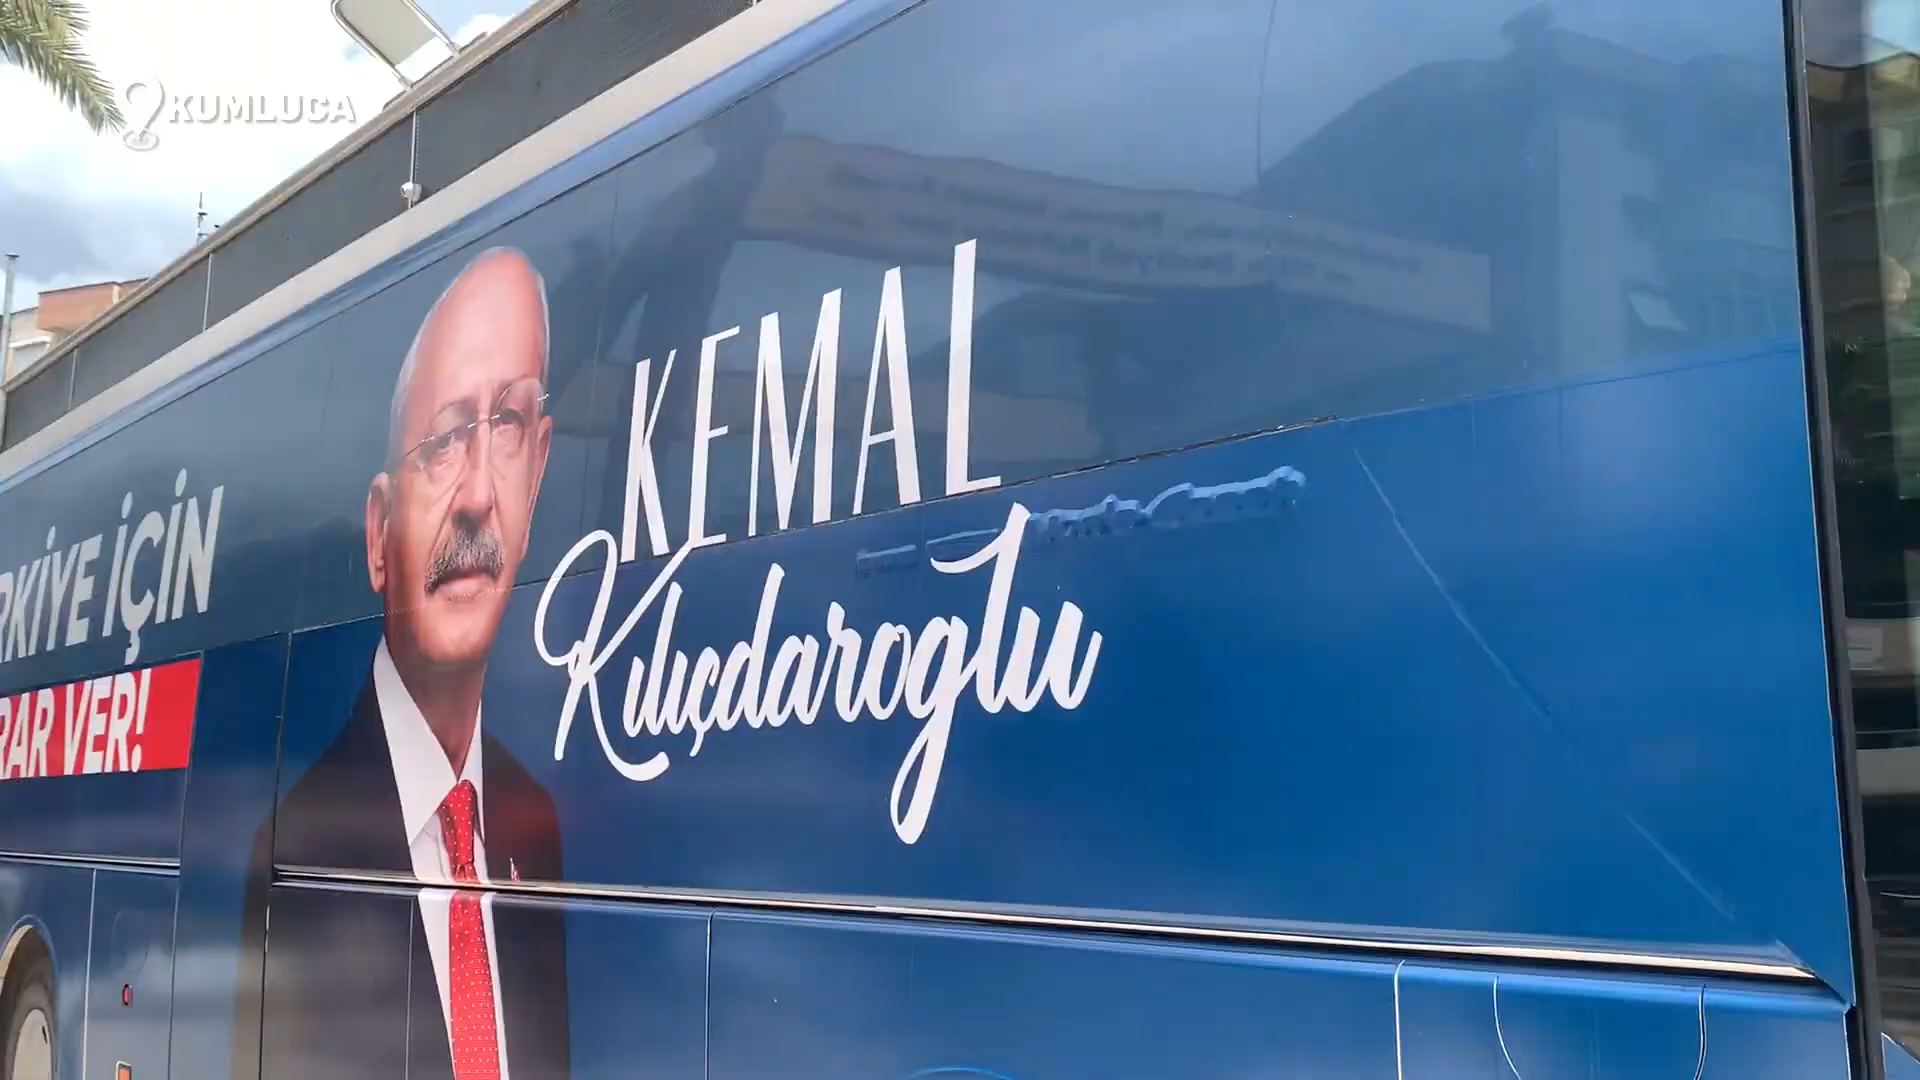 KUMLUCA
RKİYE İÇİN
RAR VER!
KEMAL
Kılıçdaroğlu